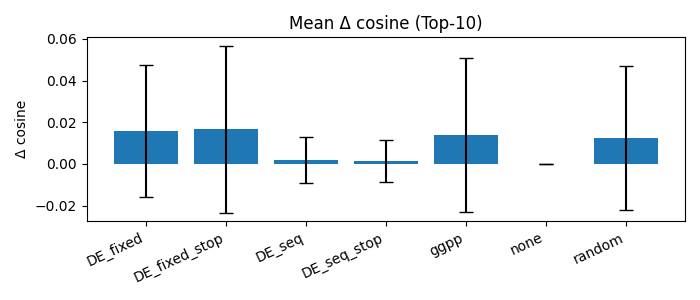 Mean Δ cosine (Top-10)
Δ cosine
0.06
0.04
0.02
0.00
−0.02
DE_fixed
DE_fixed_stop
DE_seq
DE_seq_stop
ggpp
none
random